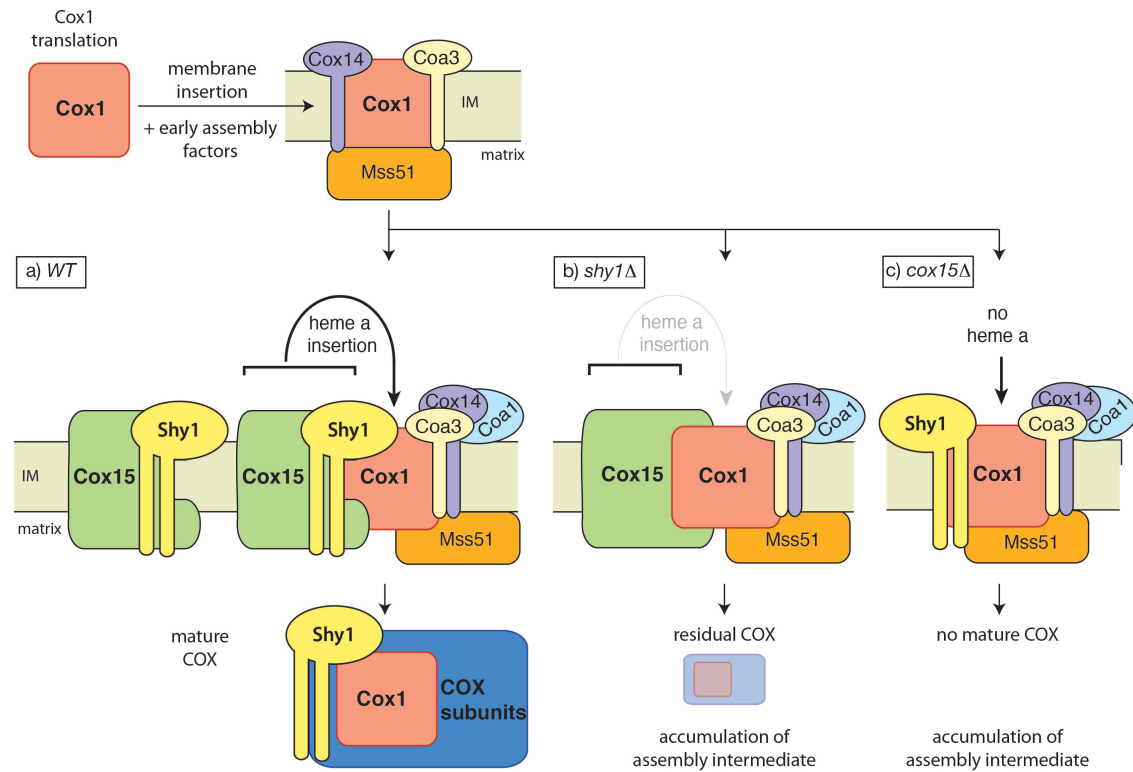 Cox1
translation
Cox1
membrane
insertion
+ early assembly
factors
Cox14
Coa3
Cox1
IM
matrix
Mss51
a) WT
b) shy1Δ
c) cox15Δ
heme a
insertion
heme a
insertion
no
heme a
IM
matrix
Cox15
Shy1
Cox15
Shy1
Cox1
Cox14
Coa3
Coa1
Mss51
Cox15
Cox1
Cox14
Coa3
Coa1
Mss51
Shy1
Cox1
Cox14
Coa3
Coa1
Mss51
mature
COX
Shy1
Cox1
COX
subunits
residual COX
accumulation of
assembly intermediate
no mature COX
accumulation of
assembly intermediate